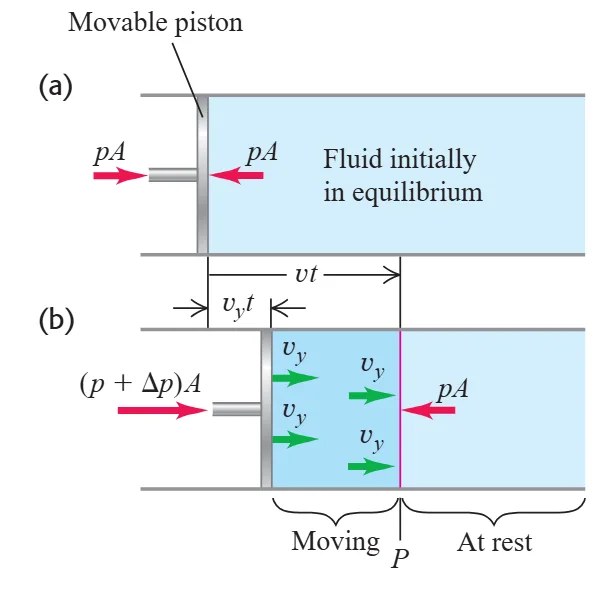 Movable piston
(a)
pA
pA
Fluid initially
in equilibrium
vt
v_y t
(b)
v_y
v_y
(p + Δp)A
pA
v_y
v_y
Moving
P
At rest